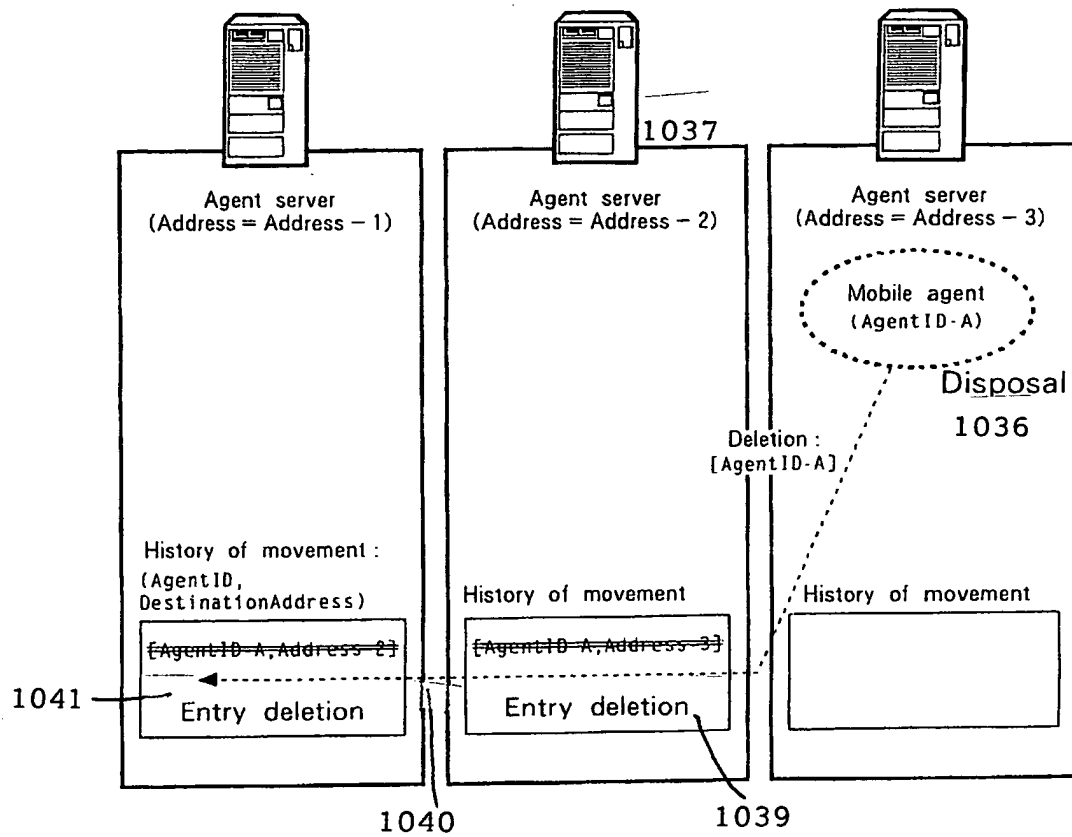 1037
Agent server
(Address = Address – 1)
Agent server
(Address = Address – 2)
Agent server
(Address = Address – 3)
Mobile agent
(AgentID-A)
Disposal
1036
Deletion :
[AgentID-A]
History of movement :
(AgentID,
DestinationAddress)
[AgentID-A,Address-2]
Entry deletion
1041
History of movement
[AgentID-A,Address-3]
Entry deletion
History of movement
1040
1039